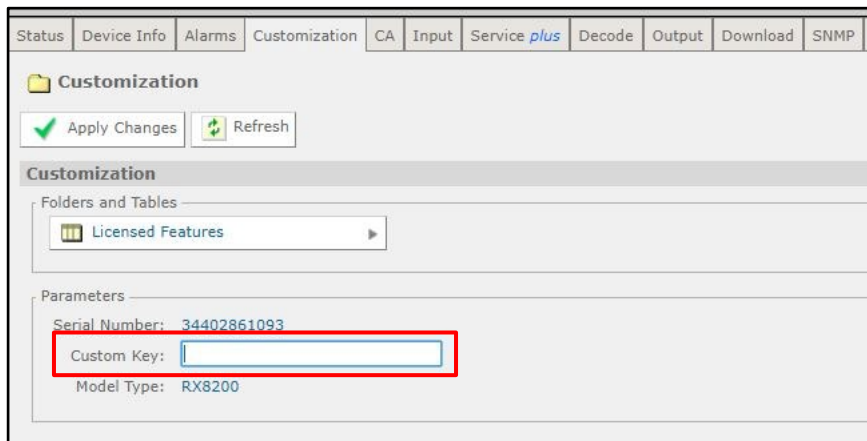 Status Device Info Alarms Customization CA Input Service plus Decode Output Download SNMP
Customization
Apply Changes Refresh
Customization
Folders and Tables
Licensed Features
Parameters
Serial Number: 34402861093
Custom Key:
Model Type: RX8200